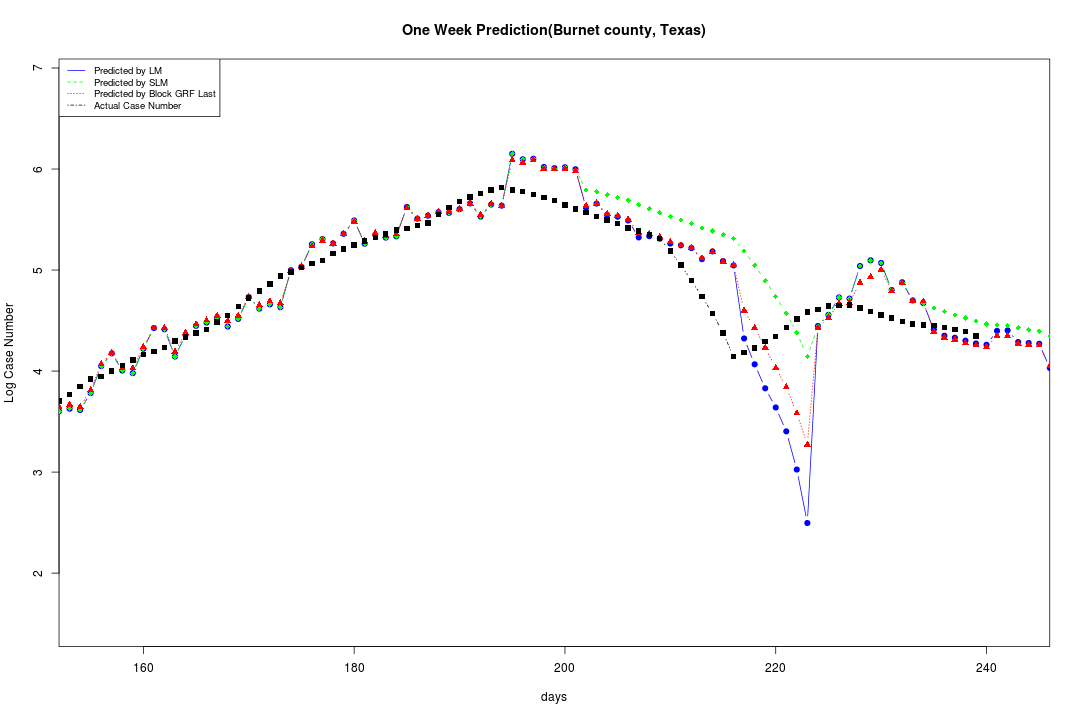 One Week Prediction(Burnet county, Texas)
7
6
5
4
3
2
Log Case Number
Predicted by LM
Predicted by SLM
Predicted by Block GRF Last
Actual Case Number
160
180
200
220
240
days